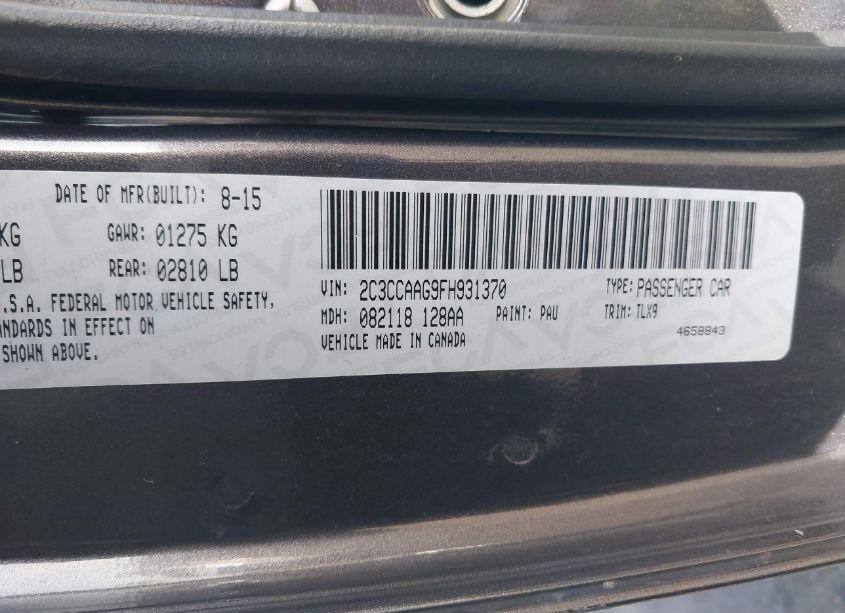 DATE OF MFR(BUILT): 8-15
KG GAWR: 01275 KG
LB REAR: 02810 LB
.S.A. FEDERAL MOTOR VEHICLE SAFETY,
TANDARDS IN EFFECT ON
SHOWN ABOVE.
VIN: 2C3CCAAG9FH931370 TYPE: PASSENGER CAR
MDH: 082118 128AA PAINT: PAU TRIM: TLX9
VEHICLE MADE IN CANADA 4658843